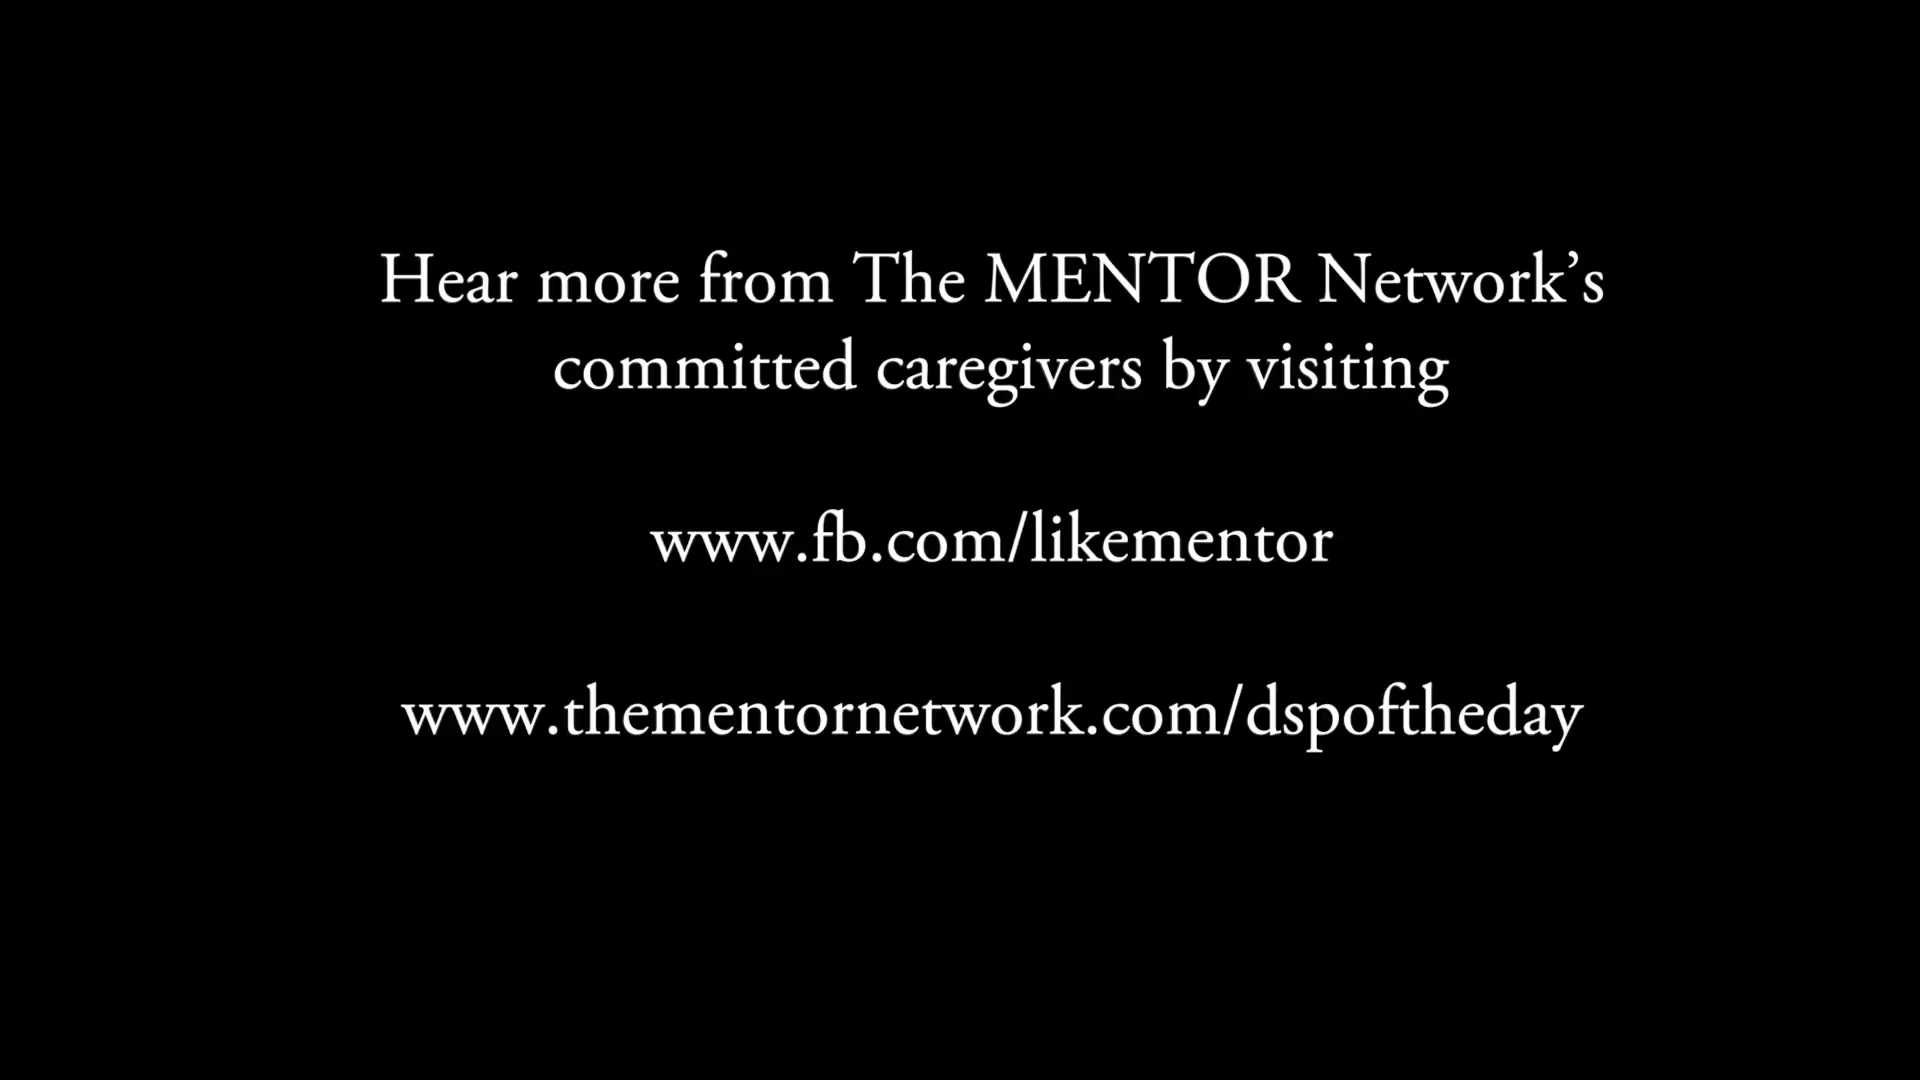 Hear more from The MENTOR Network’s
committed caregivers by visiting
www.fb.com/likementor
www.thementornetwork.com/dspoftheday